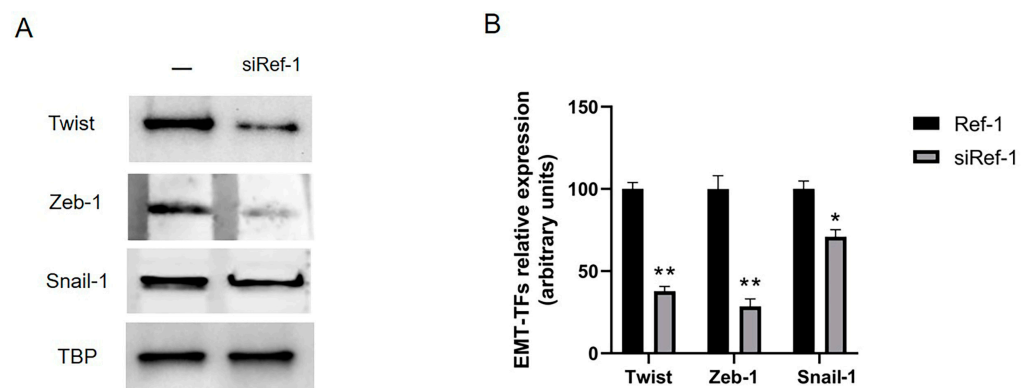 A
— siRef-1
Twist
Zeb-1
Snail-1
TBP
B
EMT-TFs relative expression
(arbitrary units)
150
100
50
0
** ** *
Twist Zeb-1 Snail-1
Ref-1
siRef-1